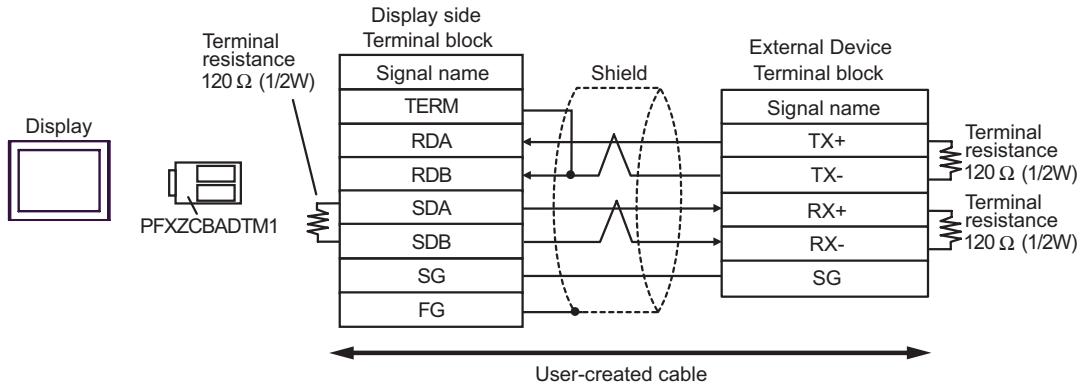 Display
PFXZCBADTM1
Terminal
resistance
120 Ω (1/2W)
Display side
Terminal block
Signal name
TERM
RDA
RDB
SDA
SDB
SG
FG
Shield
External Device
Terminal block
Signal name
TX+
TX-
RX+
RX-
SG
Terminal
resistance
120 Ω (1/2W)
Terminal
resistance
120 Ω (1/2W)
User-created cable